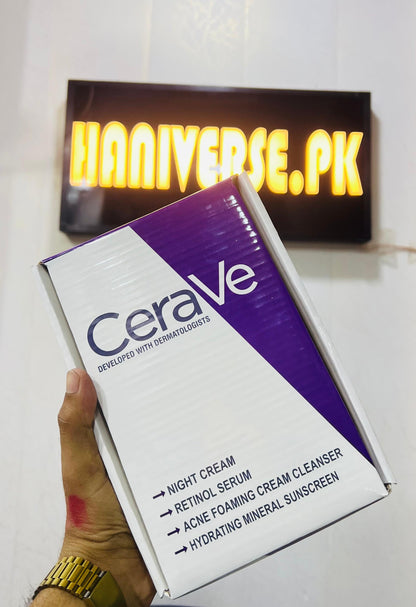 HANIVERSE.PK
CeraVe
DEVELOPED WITH DERMATOLOGISTS
→ NIGHT CREAM
→ RETINOL SERUM
→ ACNE FOAMING CREAM CLEANSER
→ HYDRATING MINERAL SUNSCREEN